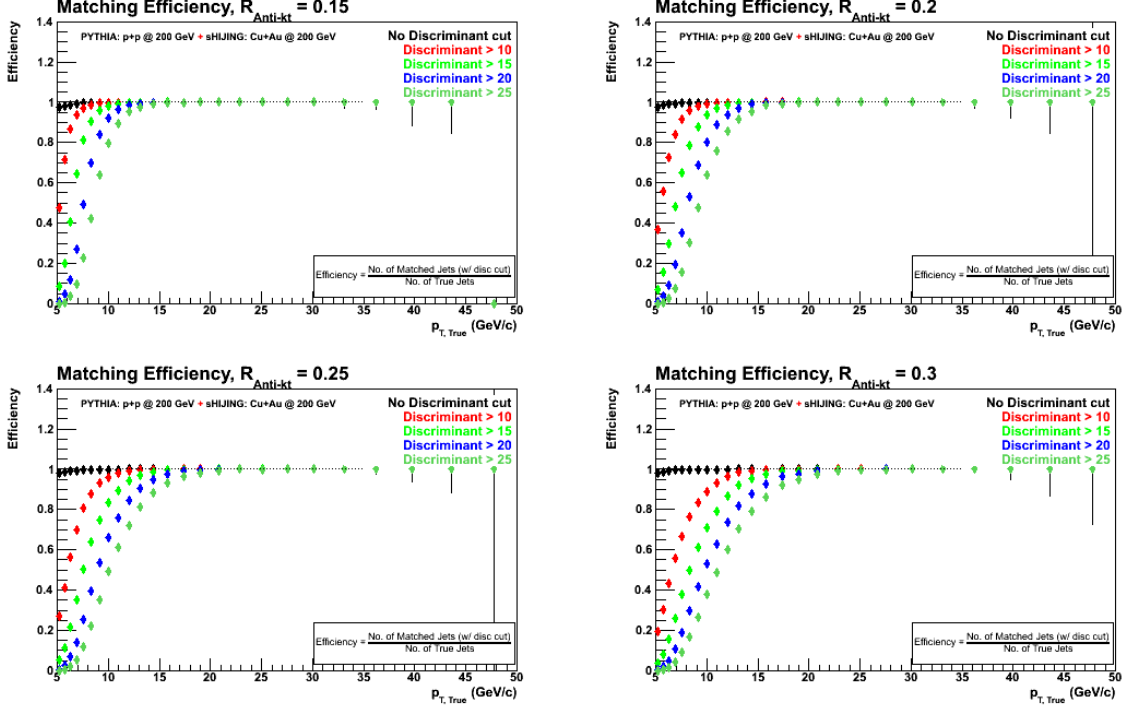 Matching Efficiency, R Anti-kt = 0.15
1.4
Efficiency
PYTHIA: p+p @ 200 GeV + sHIJING: Cu+Au @ 200 GeV
No Discriminant cut
Discriminant > 10
Discriminant > 15
Discriminant > 20
Discriminant > 25
1.2
1
0.8
0.6
0.4
0.2
0
Efficiency = No. of Matched Jets (w/ disc cut)
No. of True Jets
5 10 15 20 25 30 35 40 45 50
p T, True (GeV/c)
Matching Efficiency, R Anti-kt = 0.2
1.4
Efficiency
PYTHIA: p+p @ 200 GeV + sHIJING: Cu+Au @ 200 GeV
No Discriminant cut
Discriminant > 10
Discriminant > 15
Discriminant > 20
Discriminant > 25
1.2
1
0.8
0.6
0.4
0.2
0
Efficiency = No. of Matched Jets (w/ disc cut)
No. of True Jets
5 10 15 20 25 30 35 40 45 50
p T, True (GeV/c)
Matching Efficiency, R Anti-kt = 0.25
1.4
Efficiency
PYTHIA: p+p @ 200 GeV + sHIJING: Cu+Au @ 200 GeV
No Discriminant cut
Discriminant > 10
Discriminant > 15
Discriminant > 20
Discriminant > 25
1.2
1
0.8
0.6
0.4
0.2
0
Efficiency = No. of Matched Jets (w/ disc cut)
No. of True Jets
5 10 15 20 25 30 35 40 45 50
p T, True (GeV/c)
Matching Efficiency, R Anti-kt = 0.3
1.4
Efficiency
PYTHIA: p+p @ 200 GeV + sHIJING: Cu+Au @ 200 GeV
No Discriminant cut
Discriminant > 10
Discriminant > 15
Discriminant > 20
Discriminant > 25
1.2
1
0.8
0.6
0.4
0.2
0
Efficiency = No. of Matched Jets (w/ disc cut)
No. of True Jets
5 10 15 20 25 30 35 40 45 50
p T, True (GeV/c)